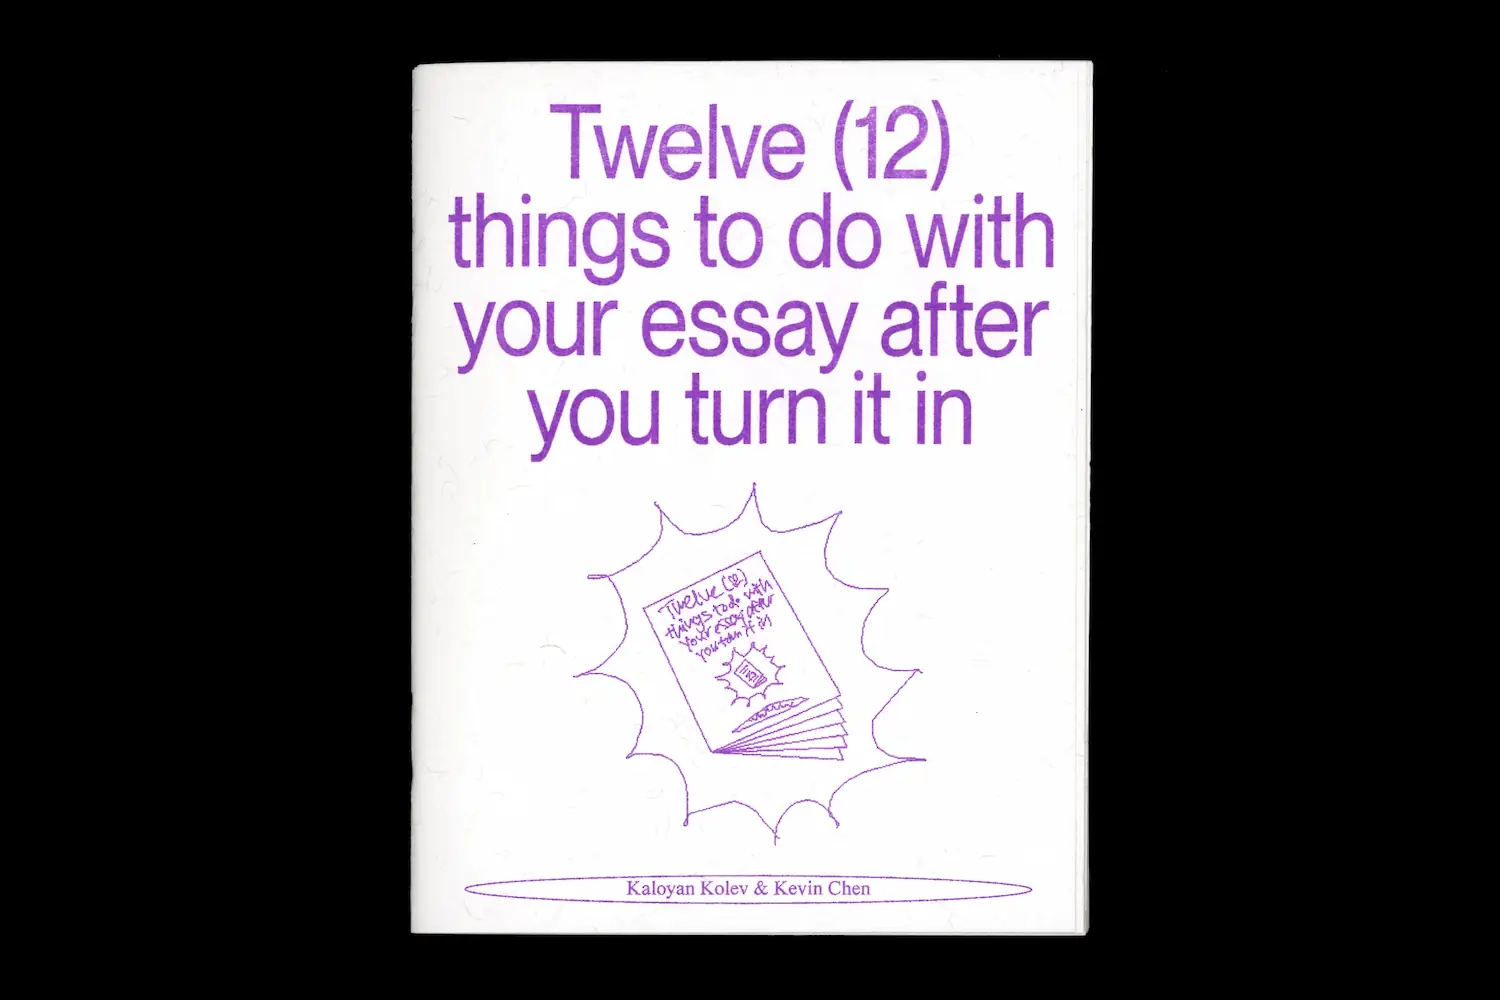 Twelve (12)
things to do with
your essay after
you turn it in
Twelve (12)
things to do with
your essay after
you turn it in
Kaloyan Kolev & Kevin Chen